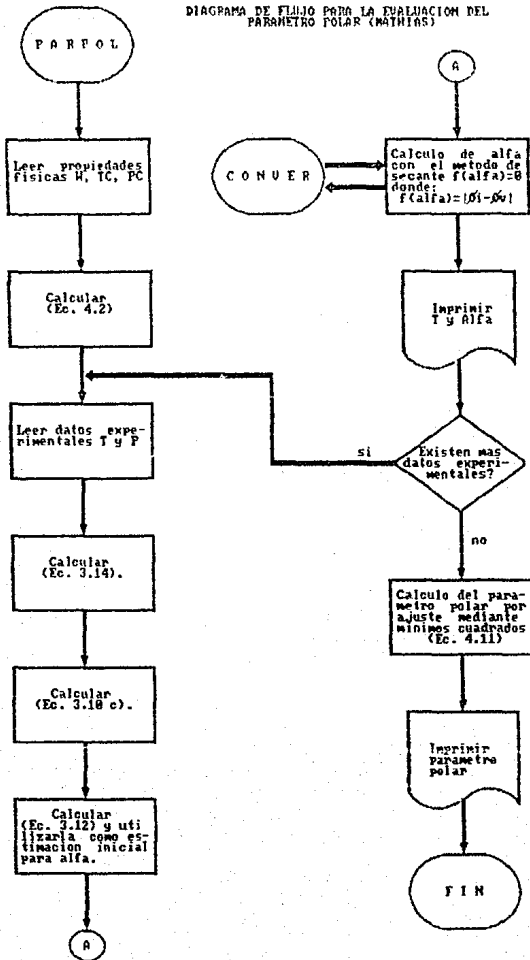 DIAGRAMA DE FLUJO PARA LA EVALUACION DEL
PARAMETRO POLAR (MATHIAS)
PARPOL
Leer propiedades
fisicas W, TC, PC
Calcular
(Ec. 4.2)
Leer datos expe-
rimentales T y P
Calcular
(Ec. 3.14).
Calcular
(Ec. 3.10 c).
Calcular
(Ec. 3.12) y uti
lizarla como es-
timacion inicial
para alfa.
A
A
CONVER
Calculo de alfa
con el metodo de
secante f(alfa)=0
donde:
f(alfa)=|Øl-Øv|
Imprimir
T y Alfa
Existen mas
datos experi-
mentales?
si
no
Calculo del para-
metro polar por
ajuste mediante
minimos cuadrados
(Ec. 4.11)
Imprimir
parametro
polar
FIN